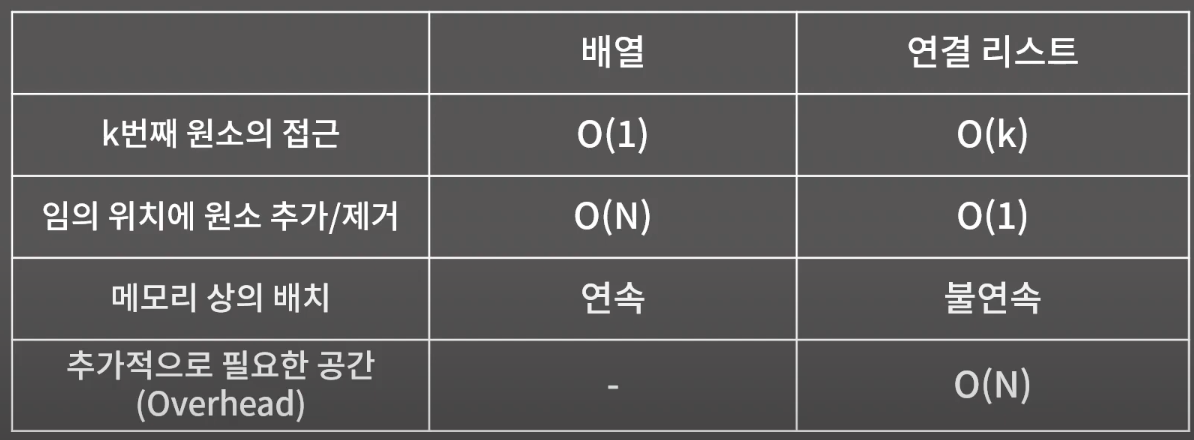 배열 연결 리스트
k번째 원소의 접근 O(1) O(k)
임의 위치에 원소 추가/제거 O(N) O(1)
메모리 상의 배치 연속 불연속
추가적으로 필요한 공간
(Overhead) - O(N)